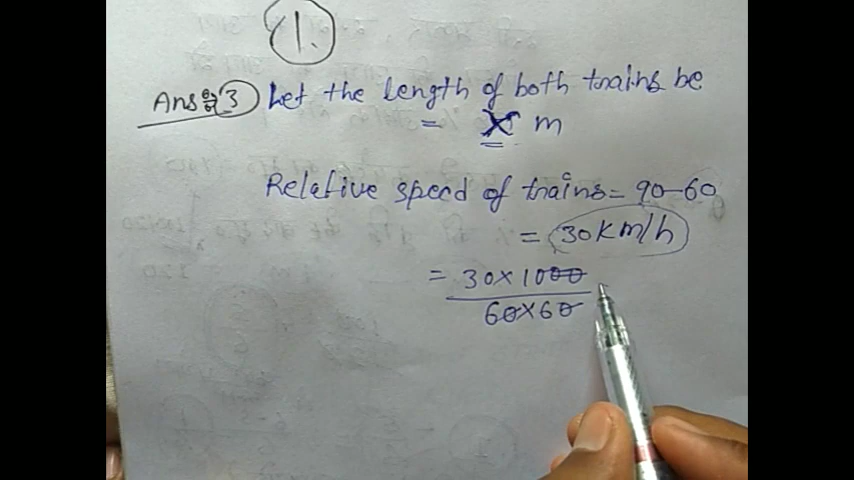 1.
Ans 3 Let the length of both trains be
= X m
Relative speed of trains = 90-60
= 30 km/h
= 30×1000
60×60